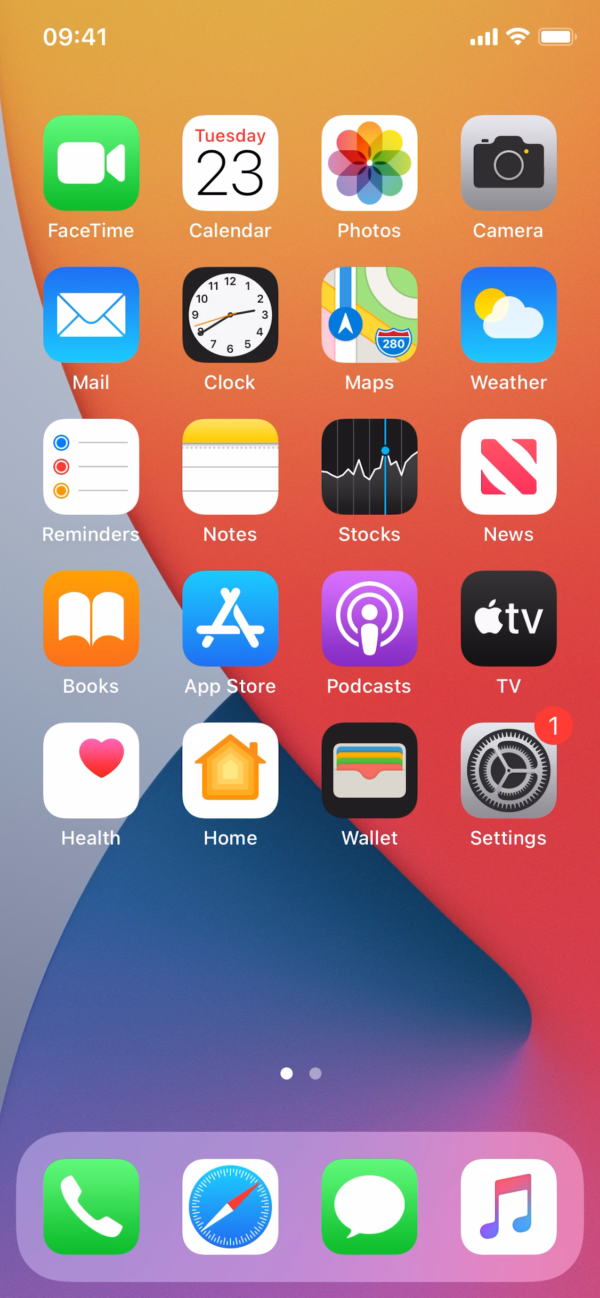 09:41
Tuesday
23
FaceTime
Calendar
Photos
Camera
12
11
1
10
2
9
3
8
4
7
5
6
280
Mail
Clock
Maps
Weather
Reminders
Notes
Stocks
News
tv
Books
App Store
Podcasts
TV
1
Health
Home
Wallet
Settings